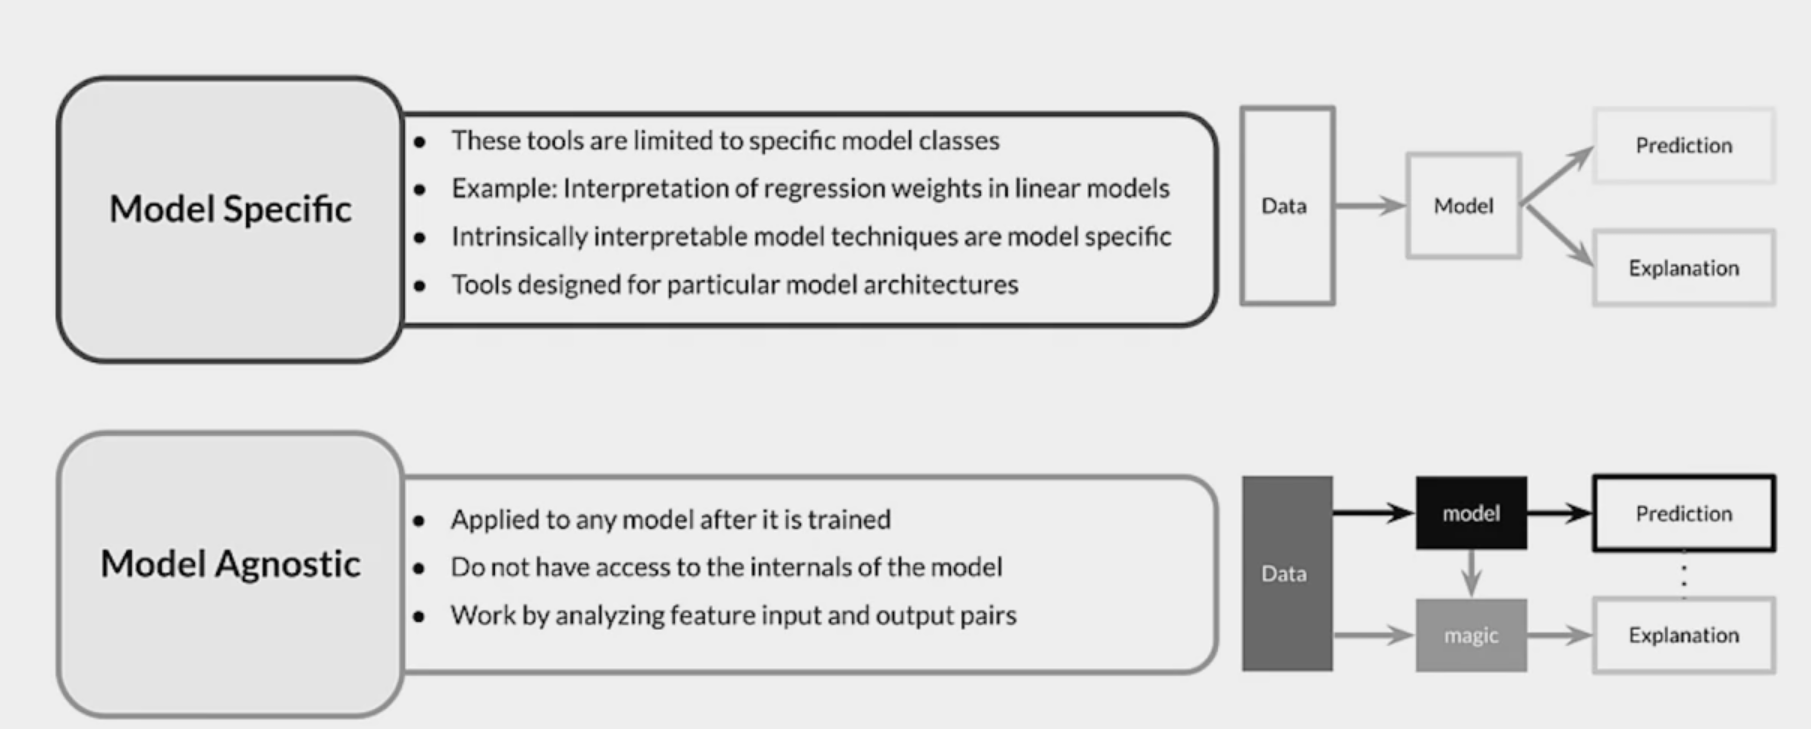 Model Specific
• These tools are limited to specific model classes
• Example: Interpretation of regression weights in linear models
• Intrinsically interpretable model techniques are model specific
• Tools designed for particular model architectures
Data
Model
Prediction
Explanation
Model Agnostic
• Applied to any model after it is trained
• Do not have access to the internals of the model
• Work by analyzing feature input and output pairs
Data
model
Prediction
magic
Explanation